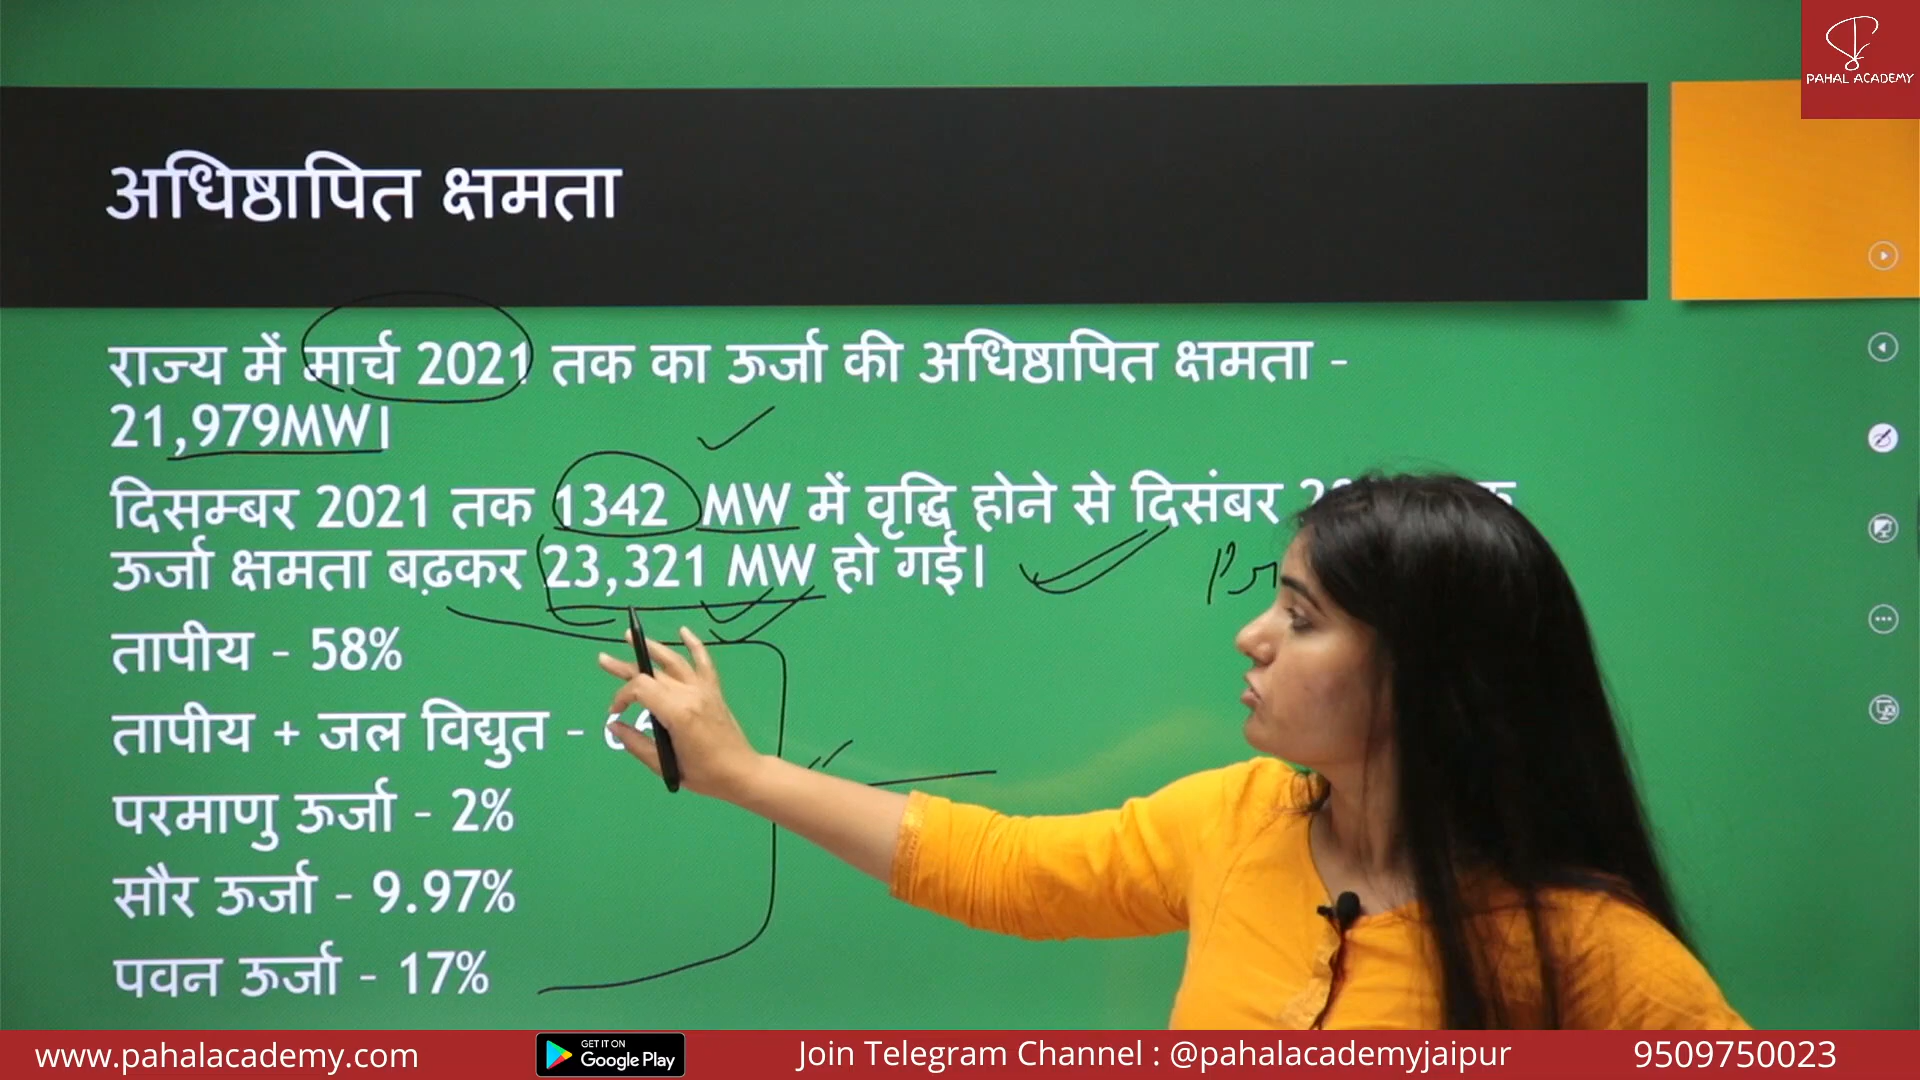 PAHAL ACADEMY
अधिष्ठापित क्षमता
राज्य में मार्च 2021 तक का ऊर्जा की अधिष्ठापित क्षमता -
21,979MW।
दिसम्बर 2021 तक 1342 MW में वृद्धि होने से दिसंबर
ऊर्जा क्षमता बढ़कर 23,321 MW हो गई।
तापीय - 58%
तापीय + जल विद्युत -
परमाणु ऊर्जा - 2%
सौर ऊर्जा - 9.97%
पवन ऊर्जा - 17%
www.pahalacademy.com
GET IT ON
Google Play
Join Telegram Channel : @pahalacademyjaipur
9509750023